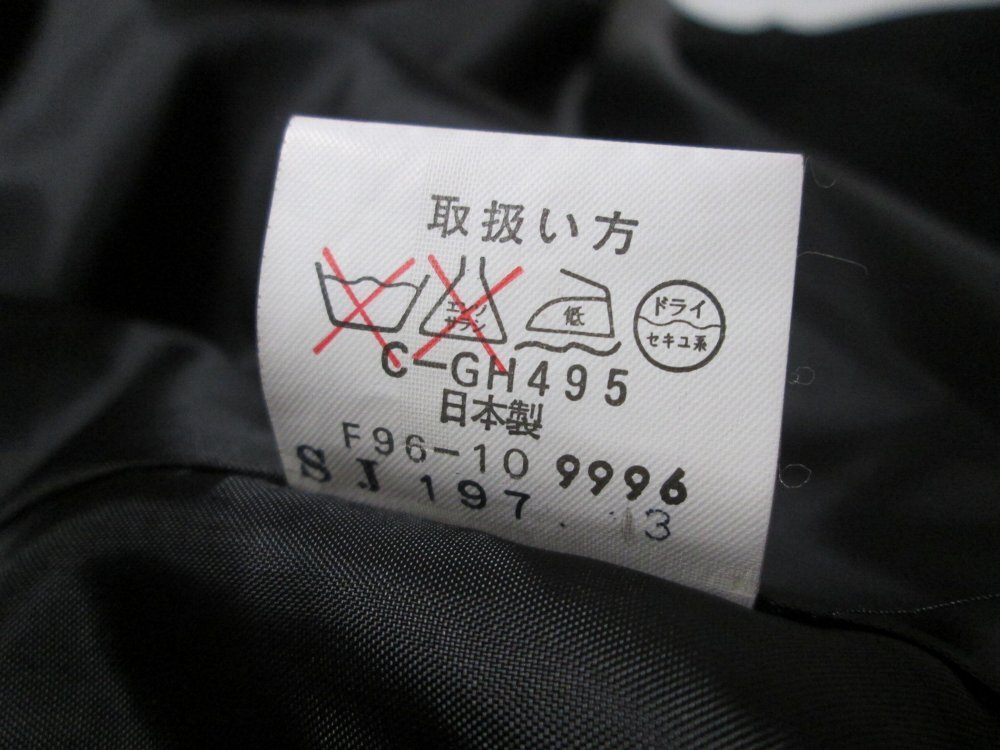 取扱い方
エンソ サラシ 低 ドライ セキユ系
C-GH495
日本製
F96-10 9996
SJ 197 13